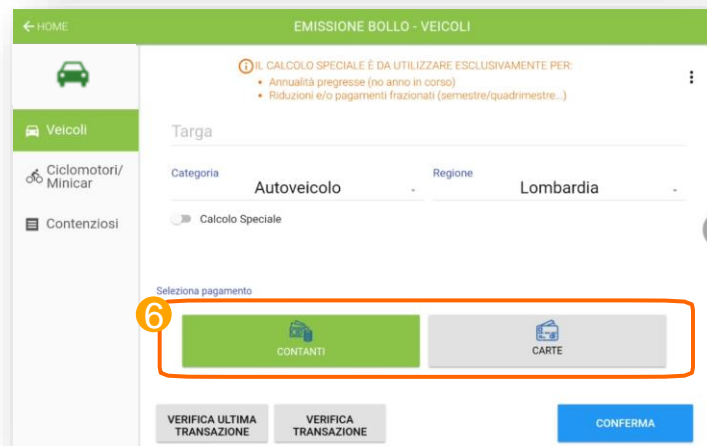 ← HOME
EMISSIONE BOLLO - VEICOLI
IL CALCOLO SPECIALE È DA UTILIZZARE ESCLUSIVAMENTE PER:
• Annualità pregresse (no anno in corso)
• Riduzioni e/o pagamenti frazionati (semestre/quadrimestre...)
Veicoli
Ciclomotori/
Minicar
Contenziosi
Targa
Categoria
Autoveicolo
Regione
Lombardia
Calcolo Speciale
Seleziona pagamento
6
CONTANTI
CARTE
VERIFICA ULTIMA
TRANSAZIONE
VERIFICA
TRANSAZIONE
CONFERMA